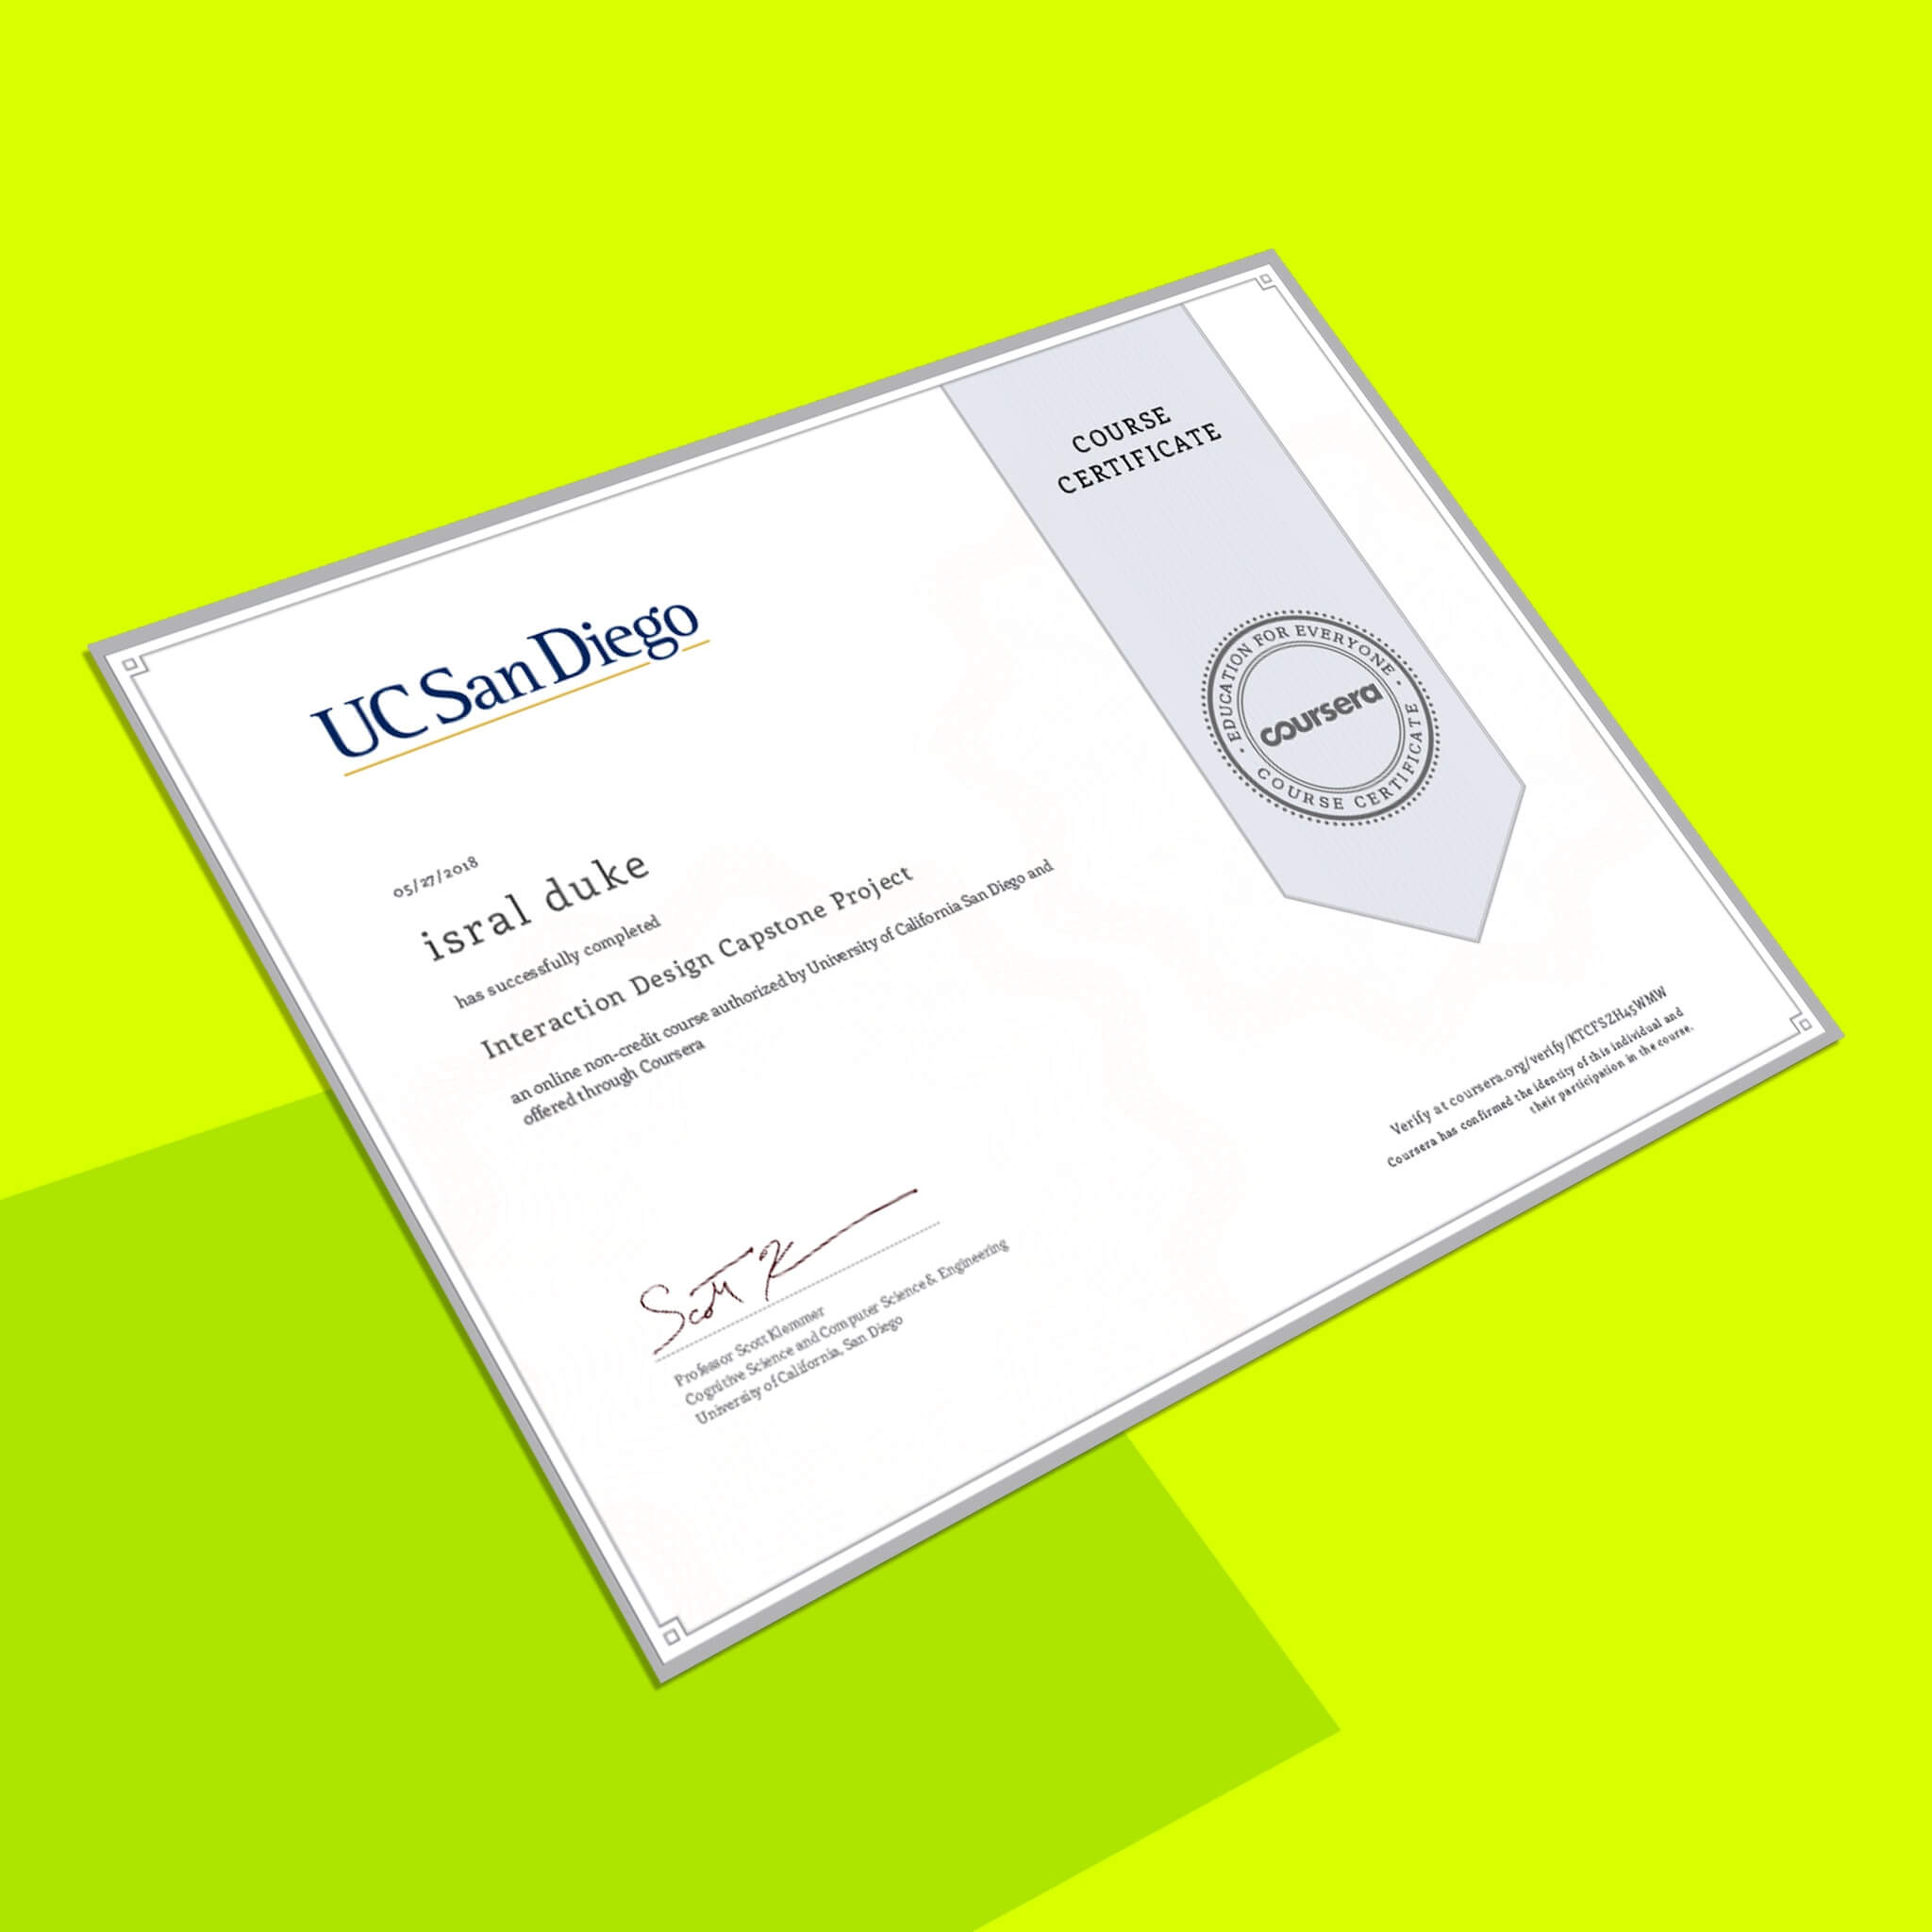 COURSE
CERTIFICATE
EDUCATION FOR EVERYONE
coursera
COURSE CERTIFICATE
UC San Diego
05/27/2018
isral duke
has successfully completed
Interaction Design Capstone Project
an online non-credit course authorized by University of California San Diego and
offered through Coursera
Professor Scott Klemmer
Cognitive Science and Computer Science & Engineering
University of California, San Diego
Verify at coursera.org/verify/KTCFSZH45WMW
Coursera has confirmed the identity of this individual and
their participation in the course.